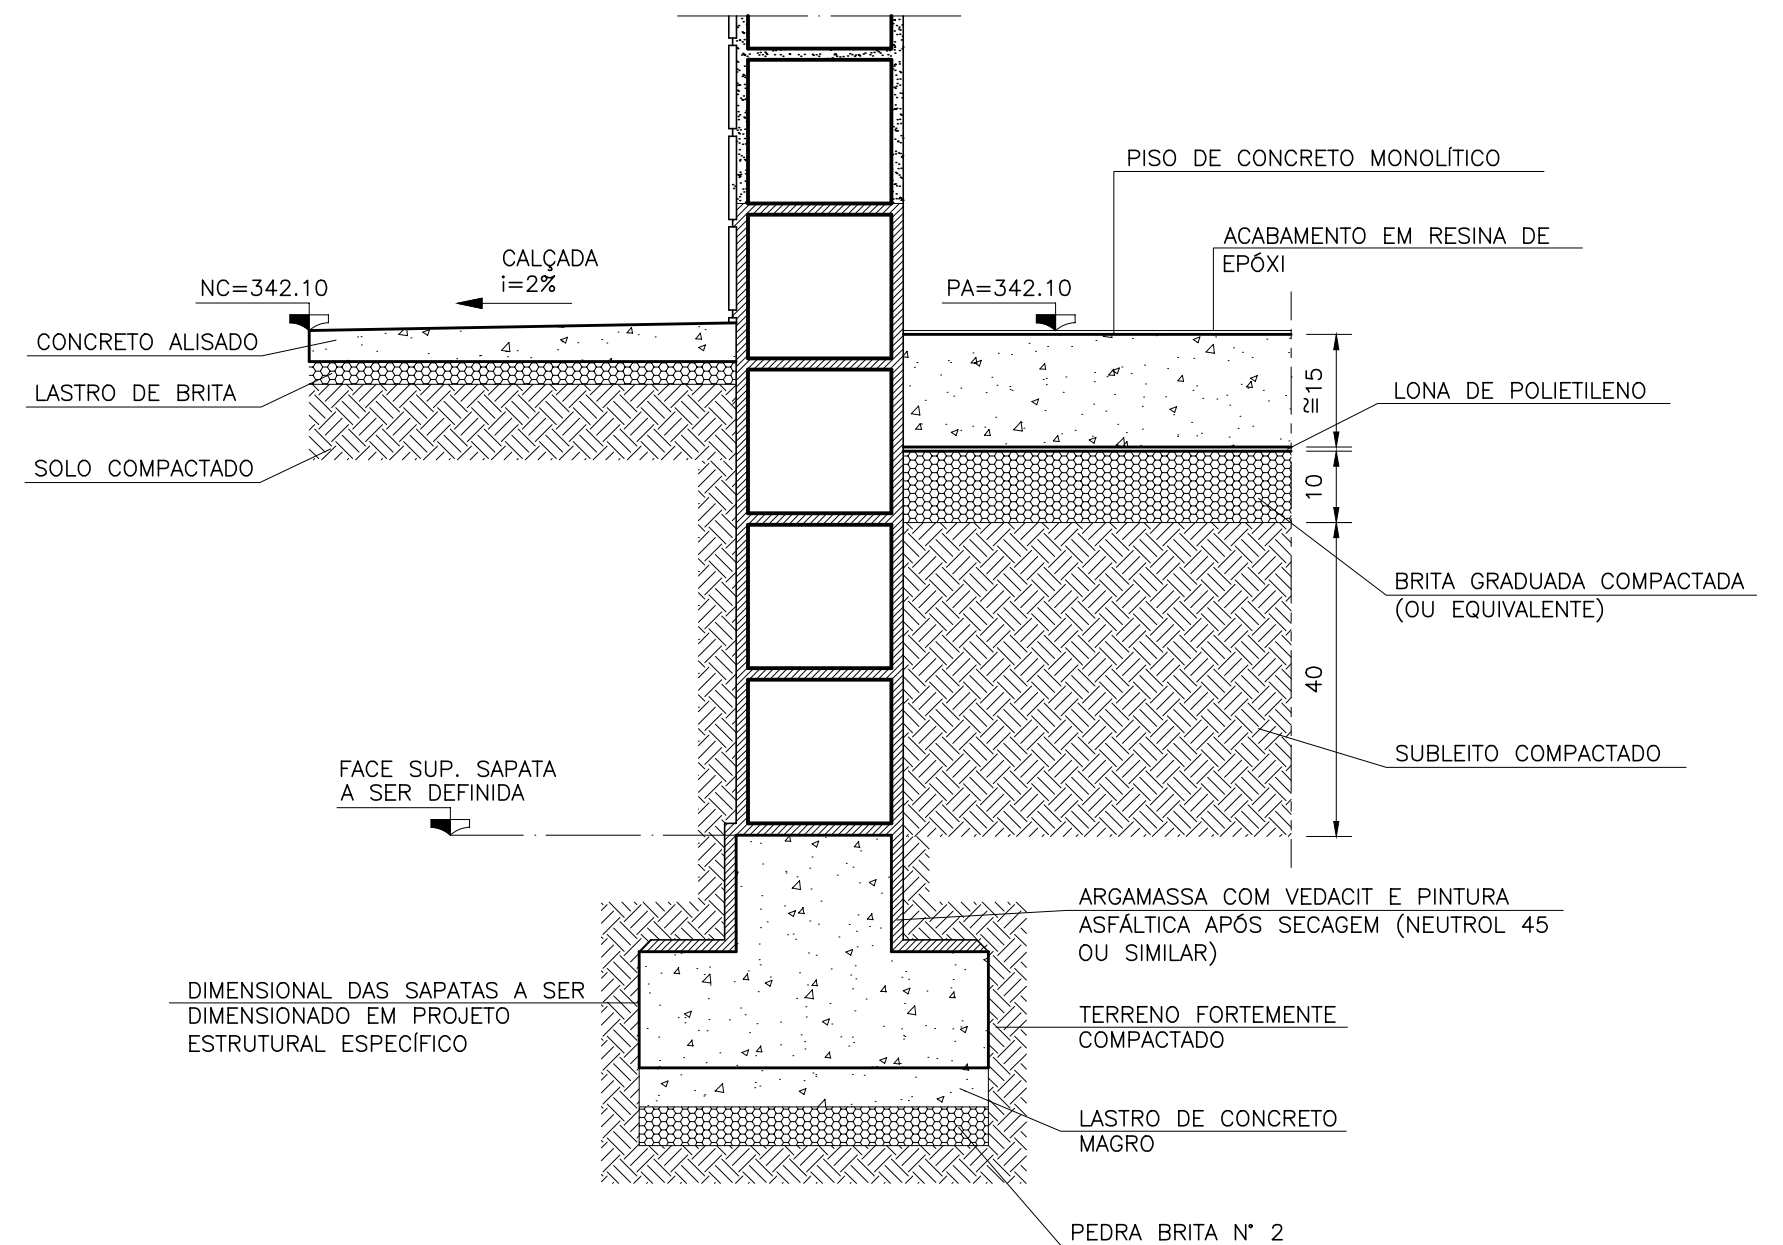 PISO DE CONCRETO MONOLÍTICO
ACABAMENTO EM RESINA DE
EPÓXI
CALÇADA
i=2%
NC=342.10
PA=342.10
CONCRETO ALISADO
LASTRO DE BRITA
SOLO COMPACTADO
≅15
LONA DE POLIETILENO
10
BRITA GRADUADA COMPACTADA
(OU EQUIVALENTE)
40
SUBLEITO COMPACTADO
FACE SUP. SAPATA
A SER DEFINIDA
ARGAMASSA COM VEDACIT E PINTURA
ASFÁLTICA APÓS SECAGEM (NEUTROL 45
OU SIMILAR)
DIMENSIONAL DAS SAPATAS A SER
DIMENSIONADO EM PROJETO
ESTRUTURAL ESPECÍFICO
TERRENO FORTEMENTE
COMPACTADO
LASTRO DE CONCRETO
MAGRO
PEDRA BRITA N° 2